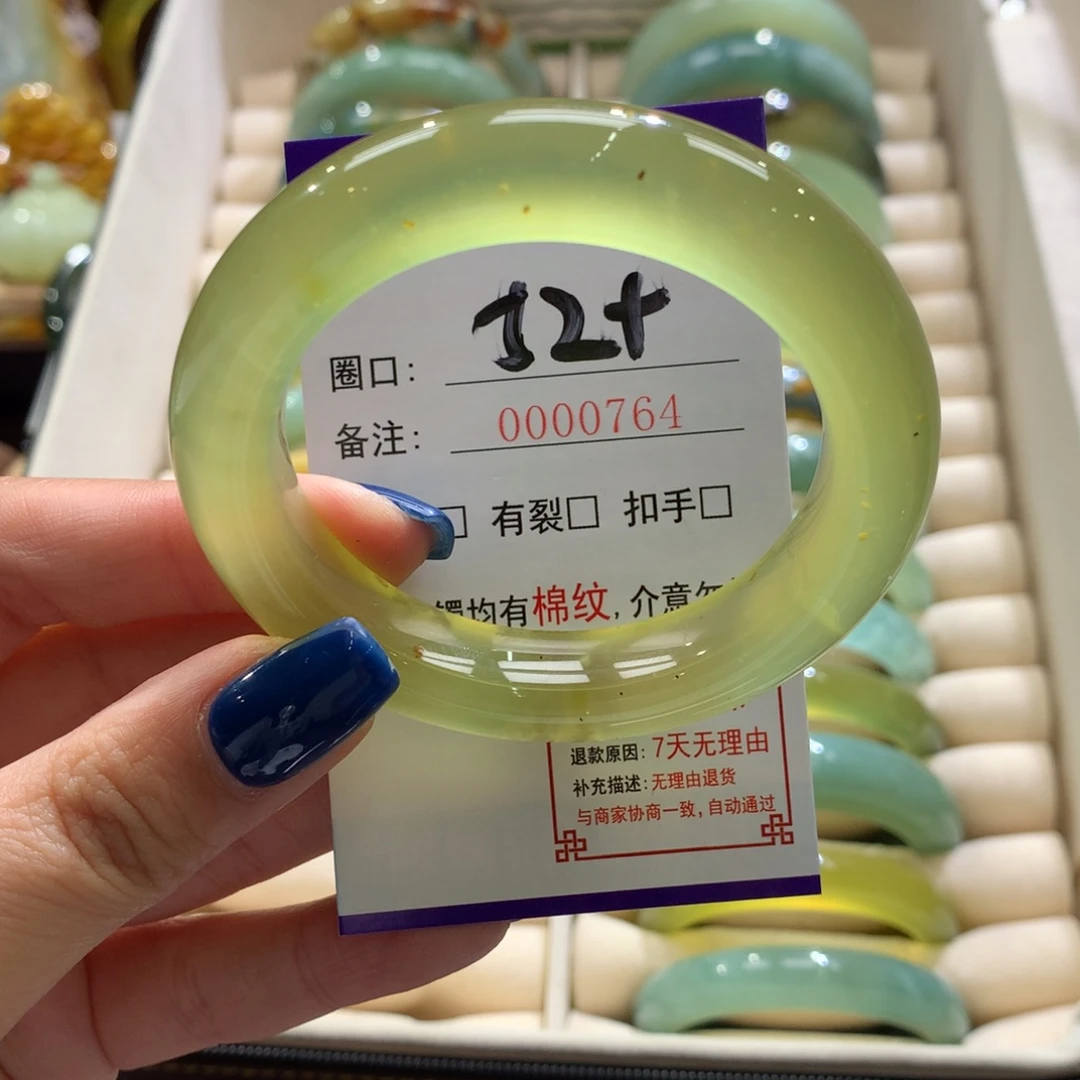 圈口: 52+
备注: 0000764
□ 有裂□ 扣手□
镯均有棉纹, 介意
退款原因: 7天无理由
补充描述: 无理由退货
与商家协商一致, 自动通过